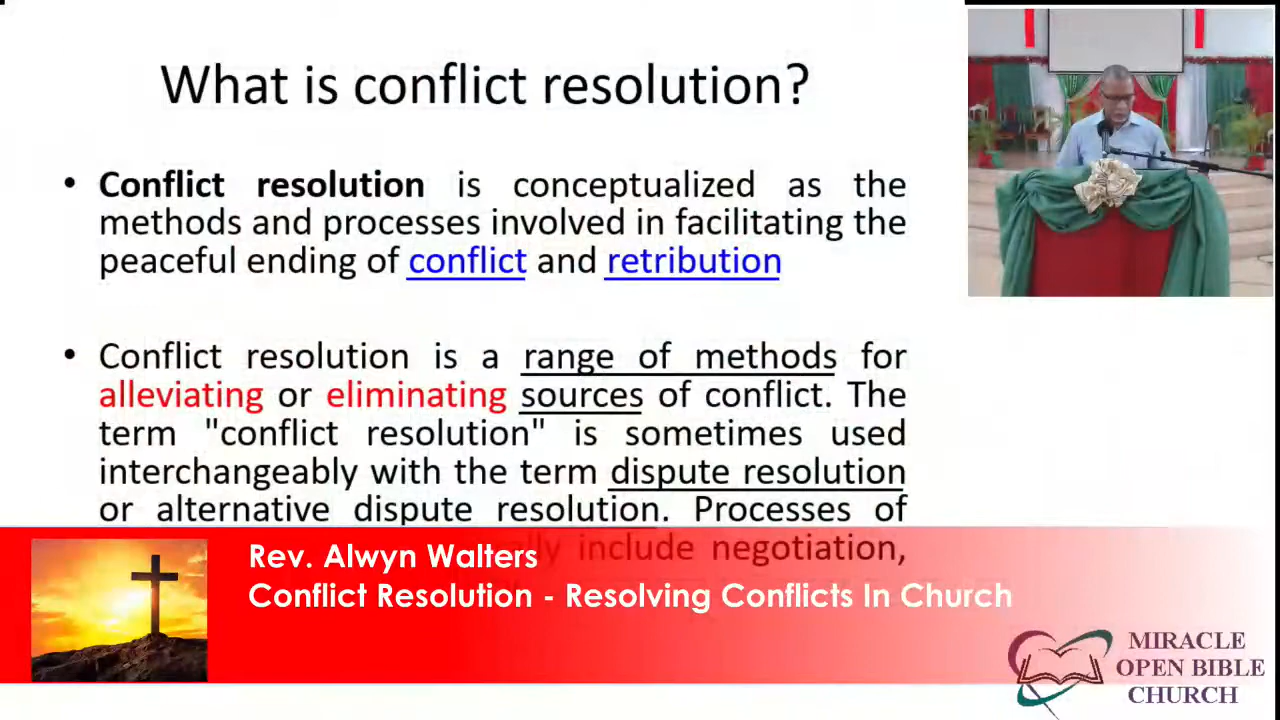 What is conflict resolution?
• Conflict resolution is conceptualized as the
methods and processes involved in facilitating the
peaceful ending of conflict and retribution
• Conflict resolution is a range of methods for
alleviating or eliminating sources of conflict. The
term "conflict resolution" is sometimes used
interchangeably with the term dispute resolution
or alternative dispute resolution. Processes of
include negotiation,
Rev. Alwyn Walters
Conflict Resolution - Resolving Conflicts In Church
MIRACLE
OPEN BIBLE
CHURCH